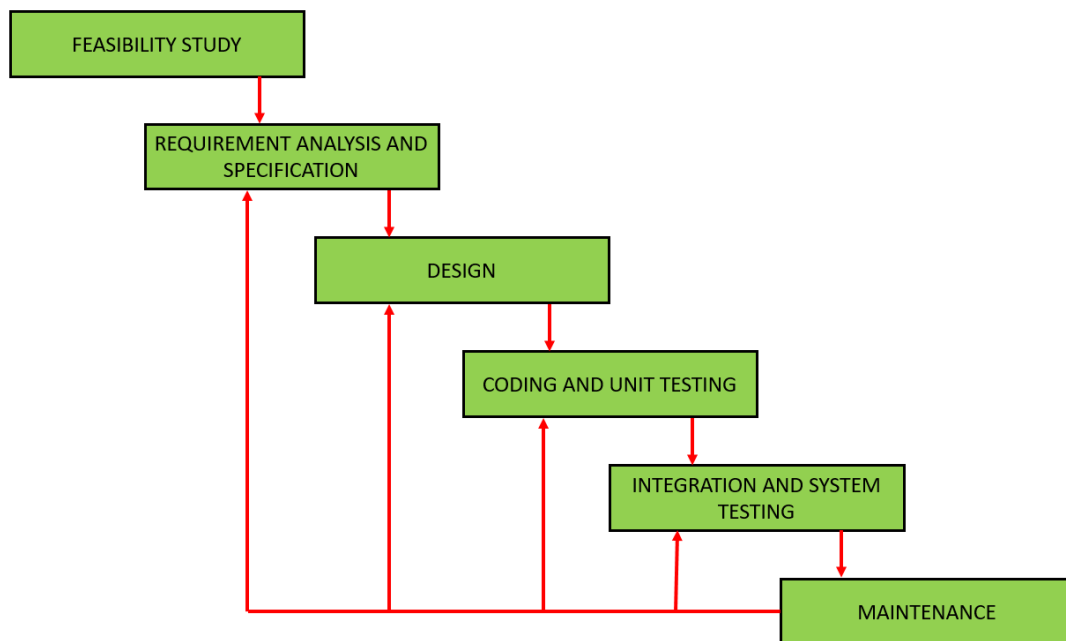 FEASIBILITY STUDY
REQUIREMENT ANALYSIS AND
SPECIFICATION
DESIGN
CODING AND UNIT TESTING
INTEGRATION AND SYSTEM
TESTING
MAINTENANCE